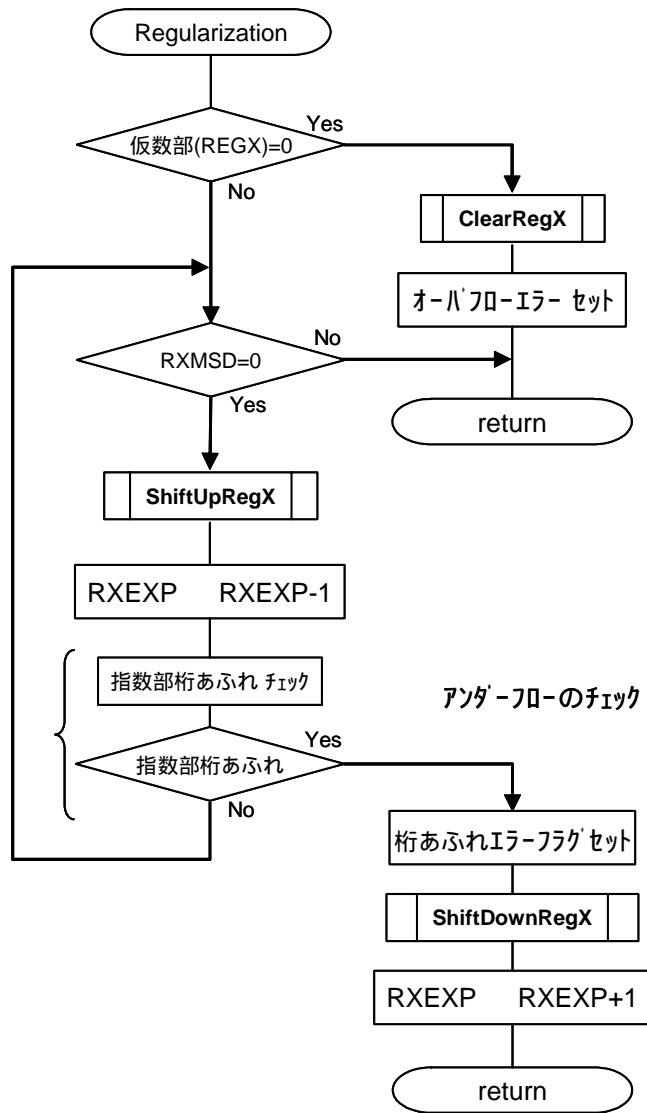 Regularization
仮数部(REGX)=0
Yes
No
ClearRegX
オーバフローエラー セット
RXMSD=0
No
Yes
return
ShiftUpRegX
RXEXP RXEXP-1
指数部桁あふれ チェック
アンダーフローのチェック
指数部桁あふれ
Yes
No
桁あふれエラーフラグセット
ShiftDownRegX
RXEXP RXEXP+1
return